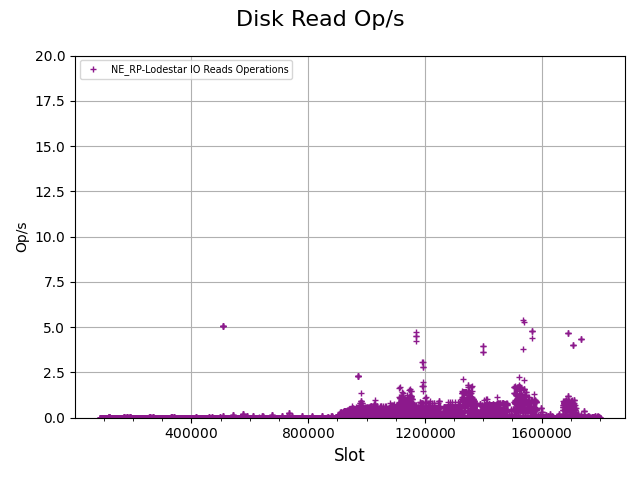 Disk Read Op/s
NE_RP-Lodestar IO Reads Operations
20.0
17.5
15.0
12.5
10.0
7.5
5.0
2.5
0.0
Op/s
400000 800000 1200000 1600000
Slot